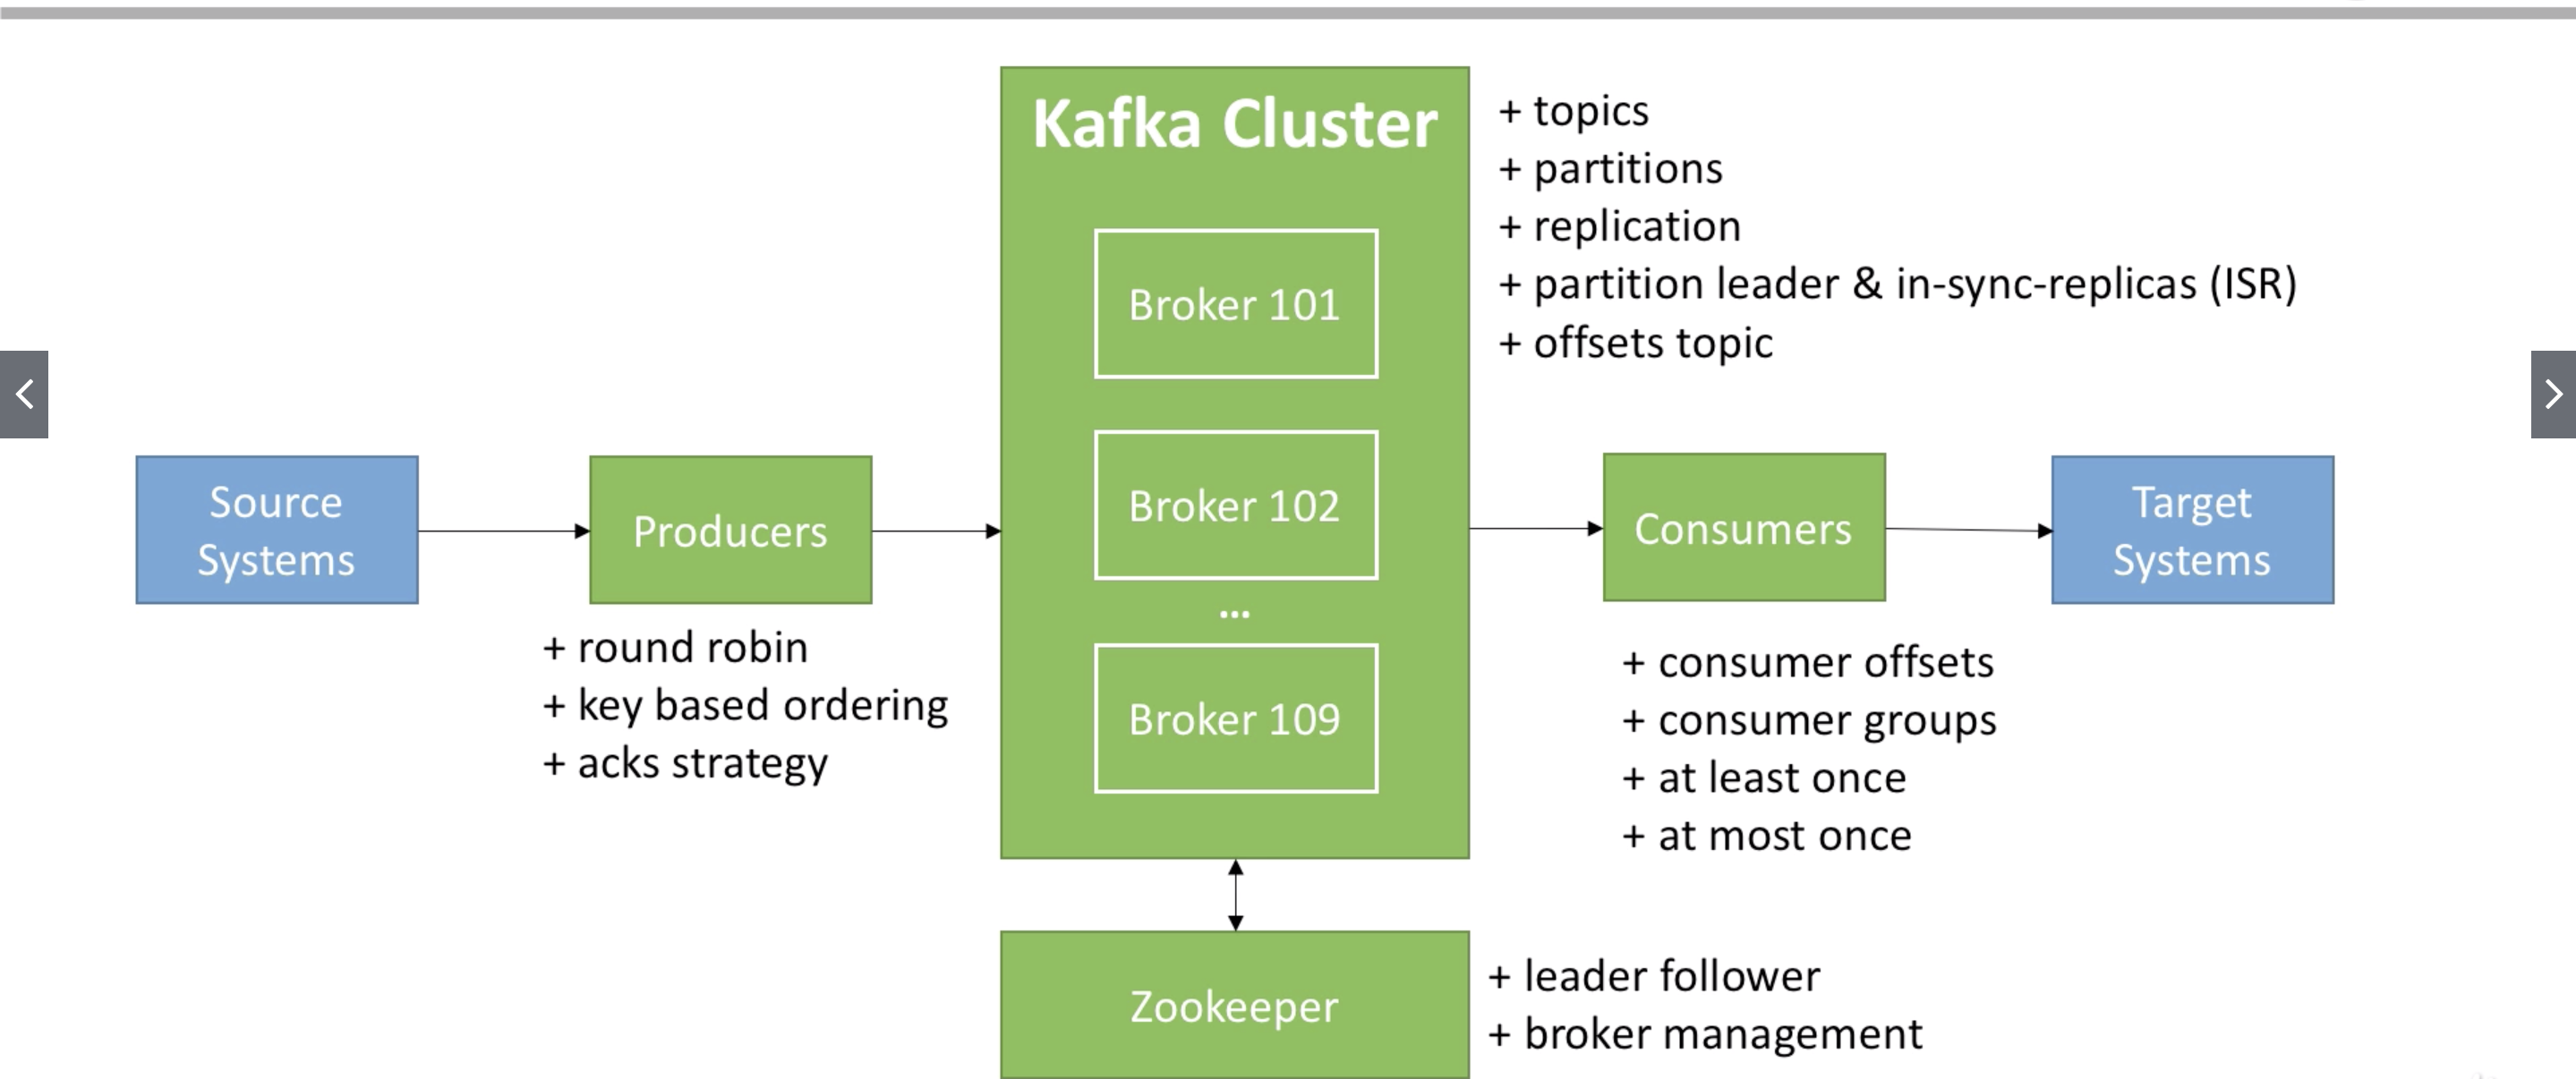 Kafka Cluster
Broker 101
Broker 102
...
Broker 109
+ topics
+ partitions
+ replication
+ partition leader & in-sync-replicas (ISR)
+ offsets topic
Source
Systems
Producers
+ round robin
+ key based ordering
+ acks strategy
Consumers
+ consumer offsets
+ consumer groups
+ at least once
+ at most once
Target
Systems
Zookeeper
+ leader follower
+ broker management